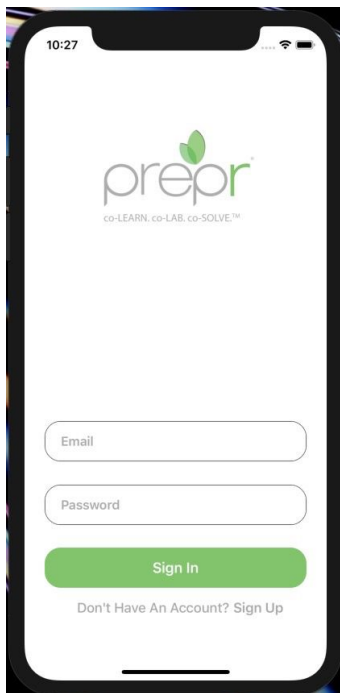 10:27
prepr
co-LEARN. co-LAB. co-SOLVE.™
Email
Password
Sign In
Don't Have An Account? Sign Up